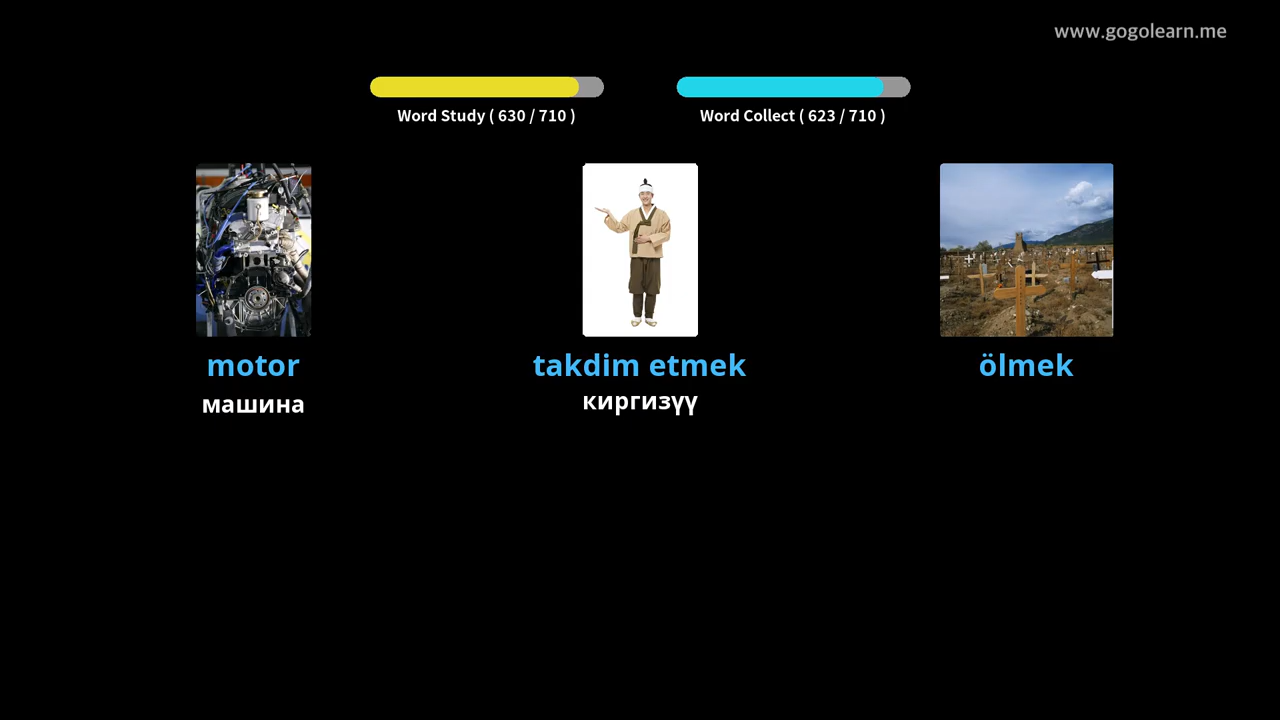 www.gogolearn.me
Word Study ( 630 / 710 )
Word Collect ( 623 / 710 )
motor
takdim etmek
ölmek
машина
киргизүү